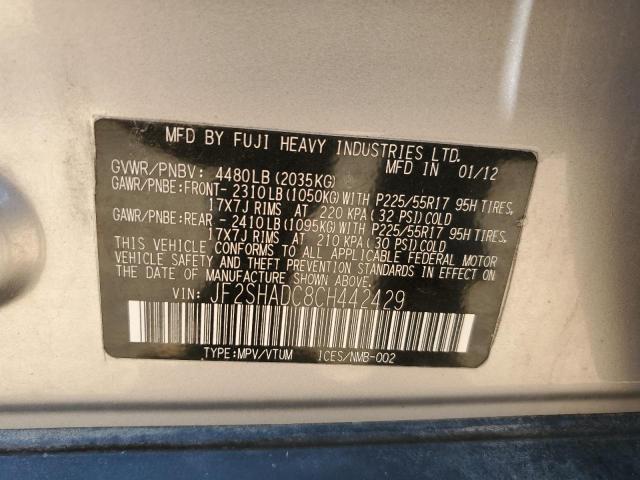 MFD BY FUJI HEAVY INDUSTRIES LTD.
GVWR/PNBV: 4480LB (2035KG) MFD IN 01/12
GAWR/PNBE:FRONT- 2310LB (1050KG) WITH P225/55R17 95H TIRES,
17X7J RIMS AT 220 KPA ( 32 PSI) COLD
GAWR/PNBE:REAR - 2410LB (1095KG) WITH P225/55R17 95H TIRES,
17X7J RIMS AT 210 KPA ( 30 PSI) COLD
THIS VEHICLE CONFORMS TO ALL APPLICABLE FEDERAL MOTOR
VEHICLE SAFETY AND THEFT PREVENTION STANDARDS IN EFFECT ON
THE DATE OF MANUFACTURE SHOWN ABOVE.
VIN: JF2SHADC8CH442429
TYPE:MPV/VTUM ICES/NMB-002